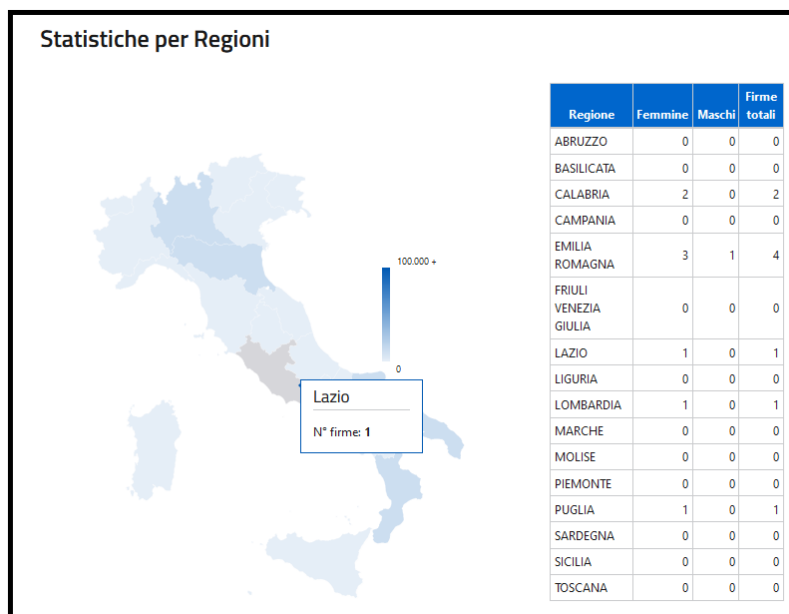 Statistiche per Regioni
100.000 +
0
Lazio
N° firme: 1
Regione Femmine Maschi Firme totali
ABRUZZO 0 0 0
BASILICATA 0 0 0
CALABRIA 2 0 2
CAMPANIA 0 0 0
EMILIA ROMAGNA 3 1 4
FRIULI VENEZIA GIULIA 0 0 0
LAZIO 1 0 1
LIGURIA 0 0 0
LOMBARDIA 1 0 1
MARCHE 0 0 0
MOLISE 0 0 0
PIEMONTE 0 0 0
PUGLIA 1 0 1
SARDEGNA 0 0 0
SICILIA 0 0 0
TOSCANA 0 0 0